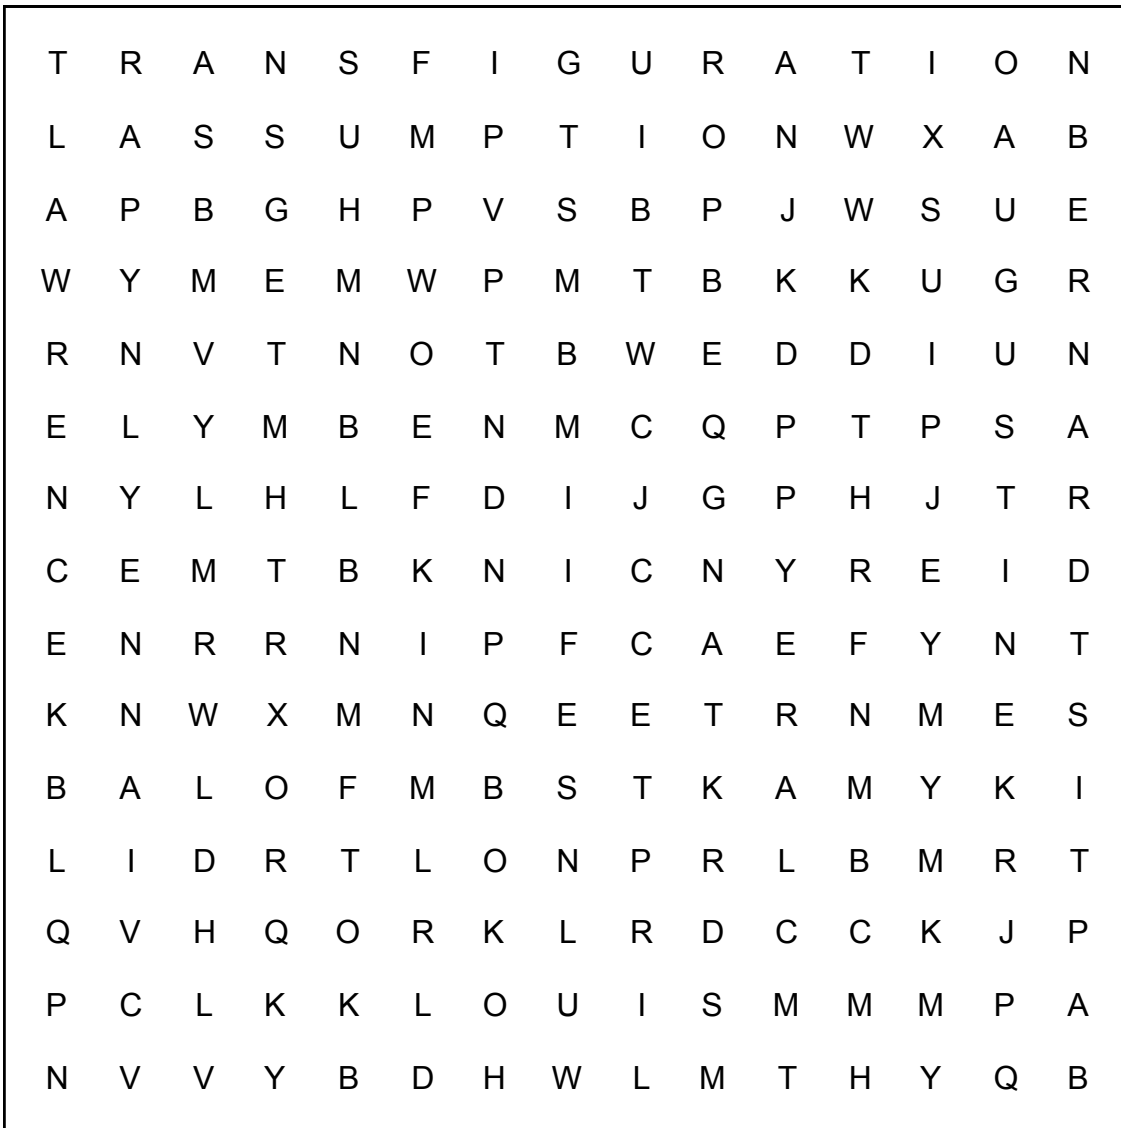 T R A N S F I G U R A T I O N
L A S S U M P T I O N W X A B
A P B G H P V S B P J W S U E
W Y M E M W P M T B K K U G R
R N V T N O T B W E D D I U N
E L Y M B E N M C Q P T P S A
N Y L H L F D I J G P H J T R
C E M T B K N I C N Y R E I D
E N R R N I P F C A E F Y N T
K N W X M N Q E E T R N M E S
B A L O F M B S T K A M Y K I
L I D R T L O N P R L B M R T
Q V H Q O R K L R D C C K J P
P C L K K L O U I S M M M P A
N V V Y B D H W L M T H Y Q B